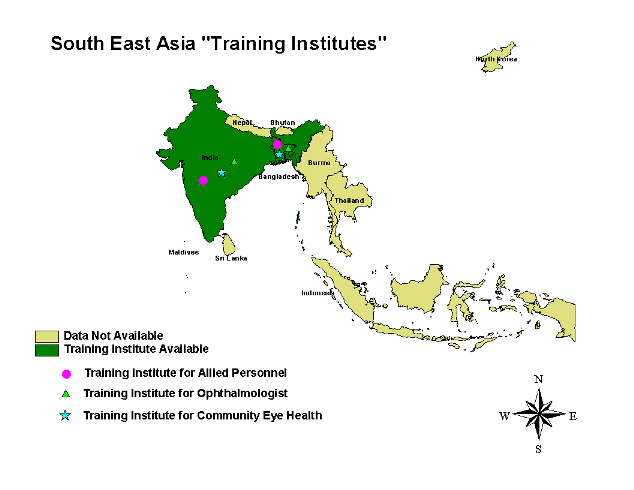 South East Asia "Training Institutes"
North Korea
Nepal
Bhutan
India
Burma
Bangladesh
Thailand
Maldives
Sri Lanka
Indonesia
Data Not Available
Training Institute Available
Training Institute for Allied Personnel
Training Institute for Ophthalmologist
Training Institute for Community Eye Health
N
W
E
S